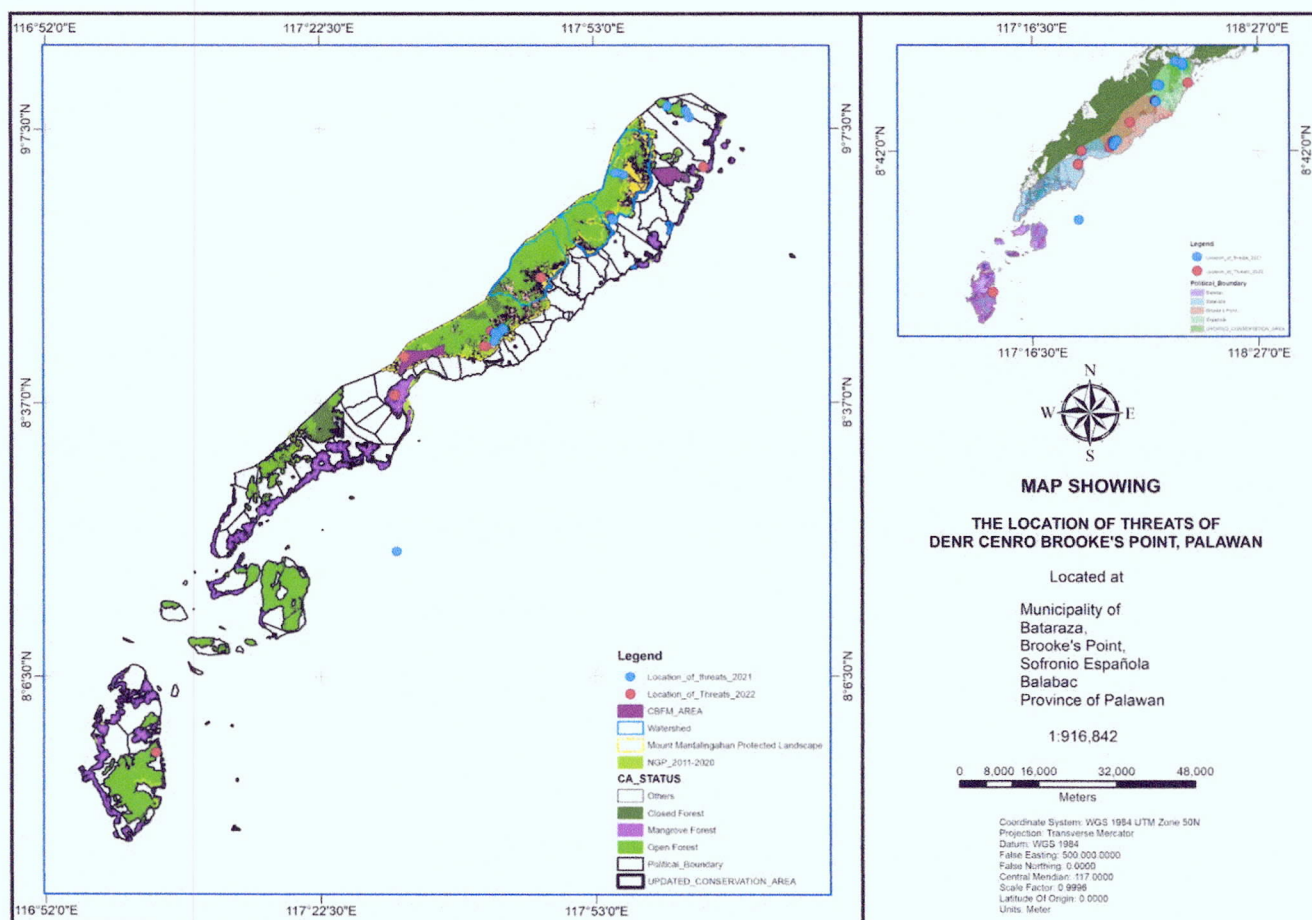 116°52'0"E 117°22'30"E 117°53'0"E
9°7'30"N
8°37'0"N
8°6'30"N
9°7'30"N
8°37'0"N
8°6'30"N
116°52'0"E 117°22'30"E 117°53'0"E
Legend
Location_of_threats_2021
Location_of_Threats_2022
CBFM_AREA
Watershed
Mount Mantalingahan Protected Landscape
NGP_2011-2020
CA_STATUS
Others
Closed Forest
Mangrove Forest
Open Forest
Political_Boundary
UPDATED_CONSERVATION_AREA
117°16'30"E 118°27'0"E
8°42'0"N
8°42'0"N
Legend
Political_Boundary
Brooke's Point
117°16'30"E 118°27'0"E
N
W E
S
MAP SHOWING
THE LOCATION OF THREATS OF
DENR CENRO BROOKE'S POINT, PALAWAN
Located at
Municipality of
Bataraza,
Brooke's Point,
Sofronio Española
Balabac
Province of Palawan
1:916,842
0 8,000 16,000 32,000 48,000
Meters
Coordinate System: WGS 1984 UTM Zone 50N
Projection: Transverse Mercator
Datum: WGS 1984
False Easting: 500,000.0000
False Northing: 0.0000
Central Meridian: 117.0000
Scale Factor: 0.9996
Latitude Of Origin: 0.0000
Units: Meter